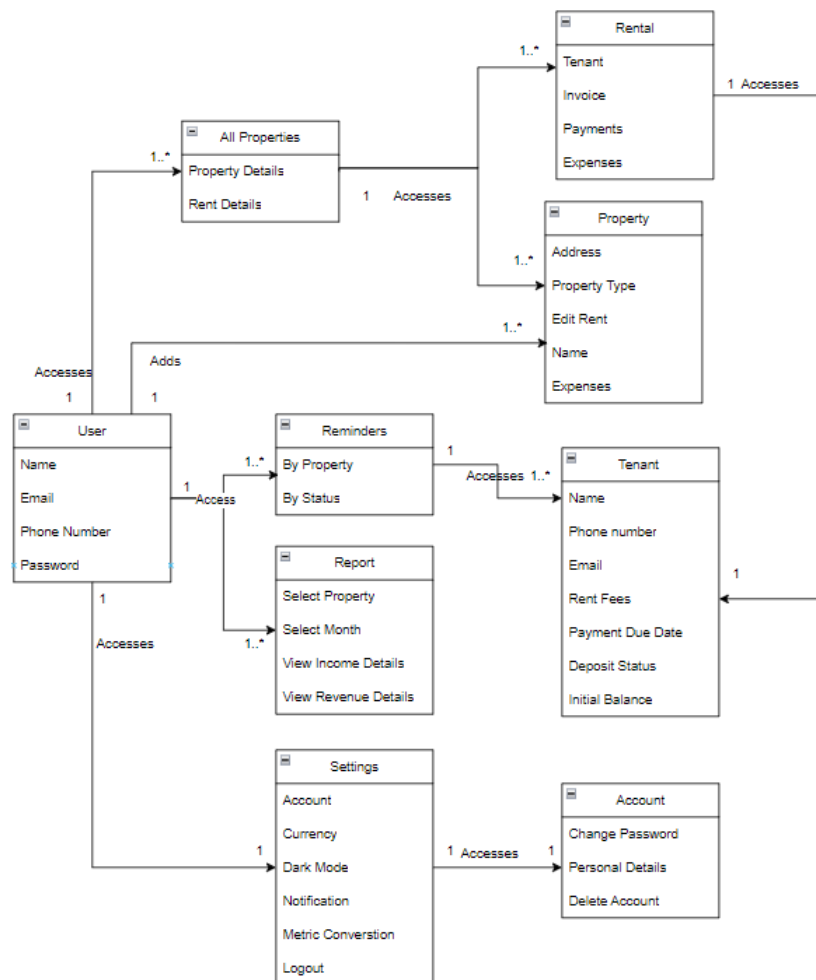 Rental
Tenant
Invoice
Payments
Expenses
1..*
1 Accesses
All Properties
Property Details
Rent Details
1..*
1 Accesses
Property
Address
Property Type
Edit Rent
Name
Expenses
1..*
1..*
Adds
1
Accesses
1
User
Name
Email
Phone Number
Password
1
Access
1..*
Reminders
By Property
By Status
1
Accesses 1..*
Tenant
Name
Phone number
Email
Rent Fees
Payment Due Date
Deposit Status
Initial Balance
1
Report
Select Property
Select Month
View Income Details
View Revenue Details
1..*
1
Accesses
1
Settings
Account
Currency
Dark Mode
Notification
Metric Converstion
Logout
1 Accesses 1
Account
Change Password
Personal Details
Delete Account